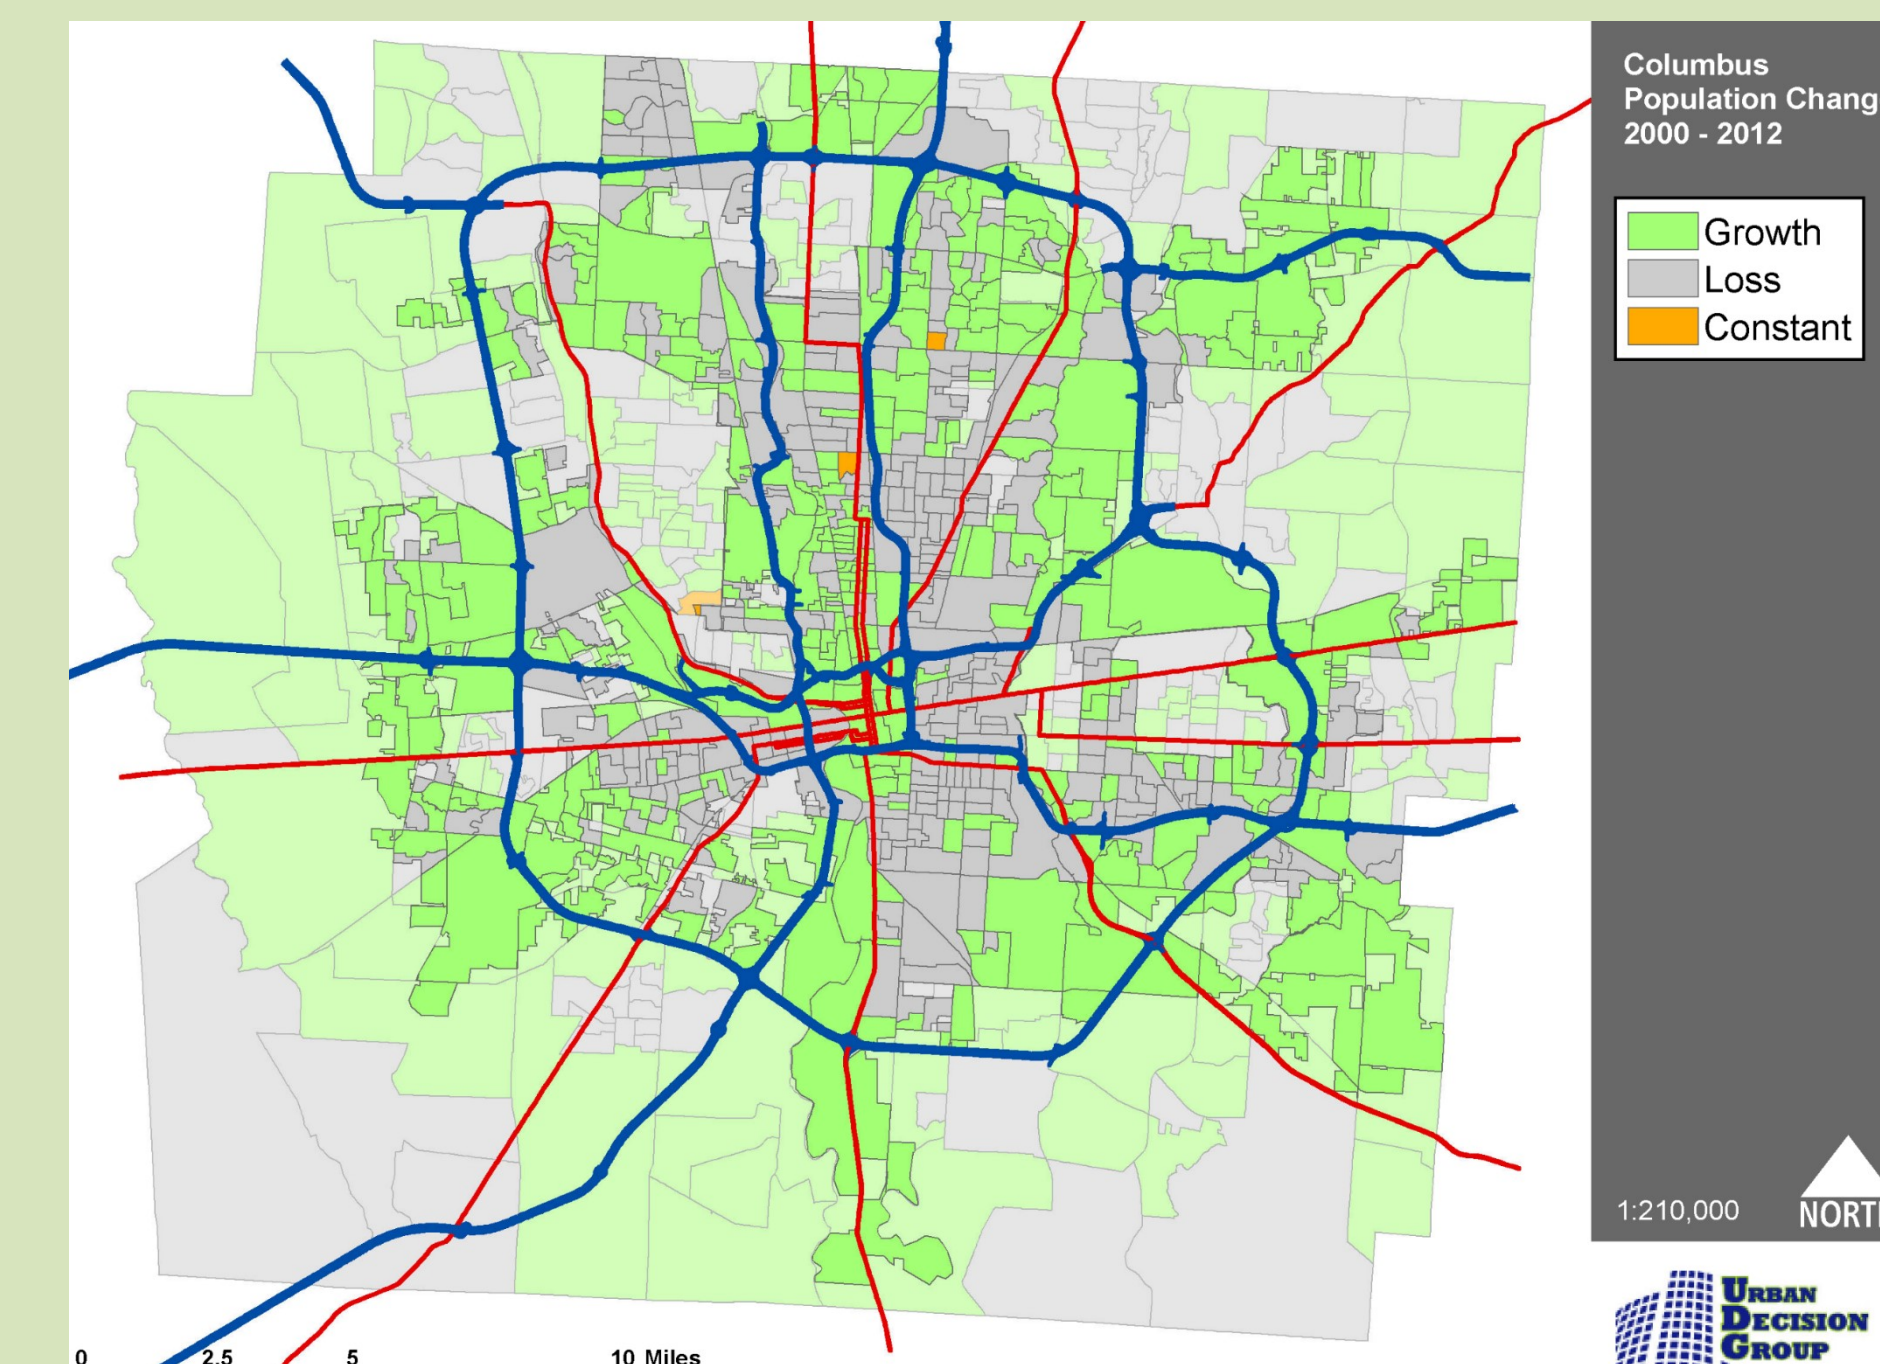 Columbus
Population Chang
2000 - 2012
Growth
Loss
Constant
1:210,000
NORT
URBAN
DECISION
GROUP
0 2.5 5 10 Miles